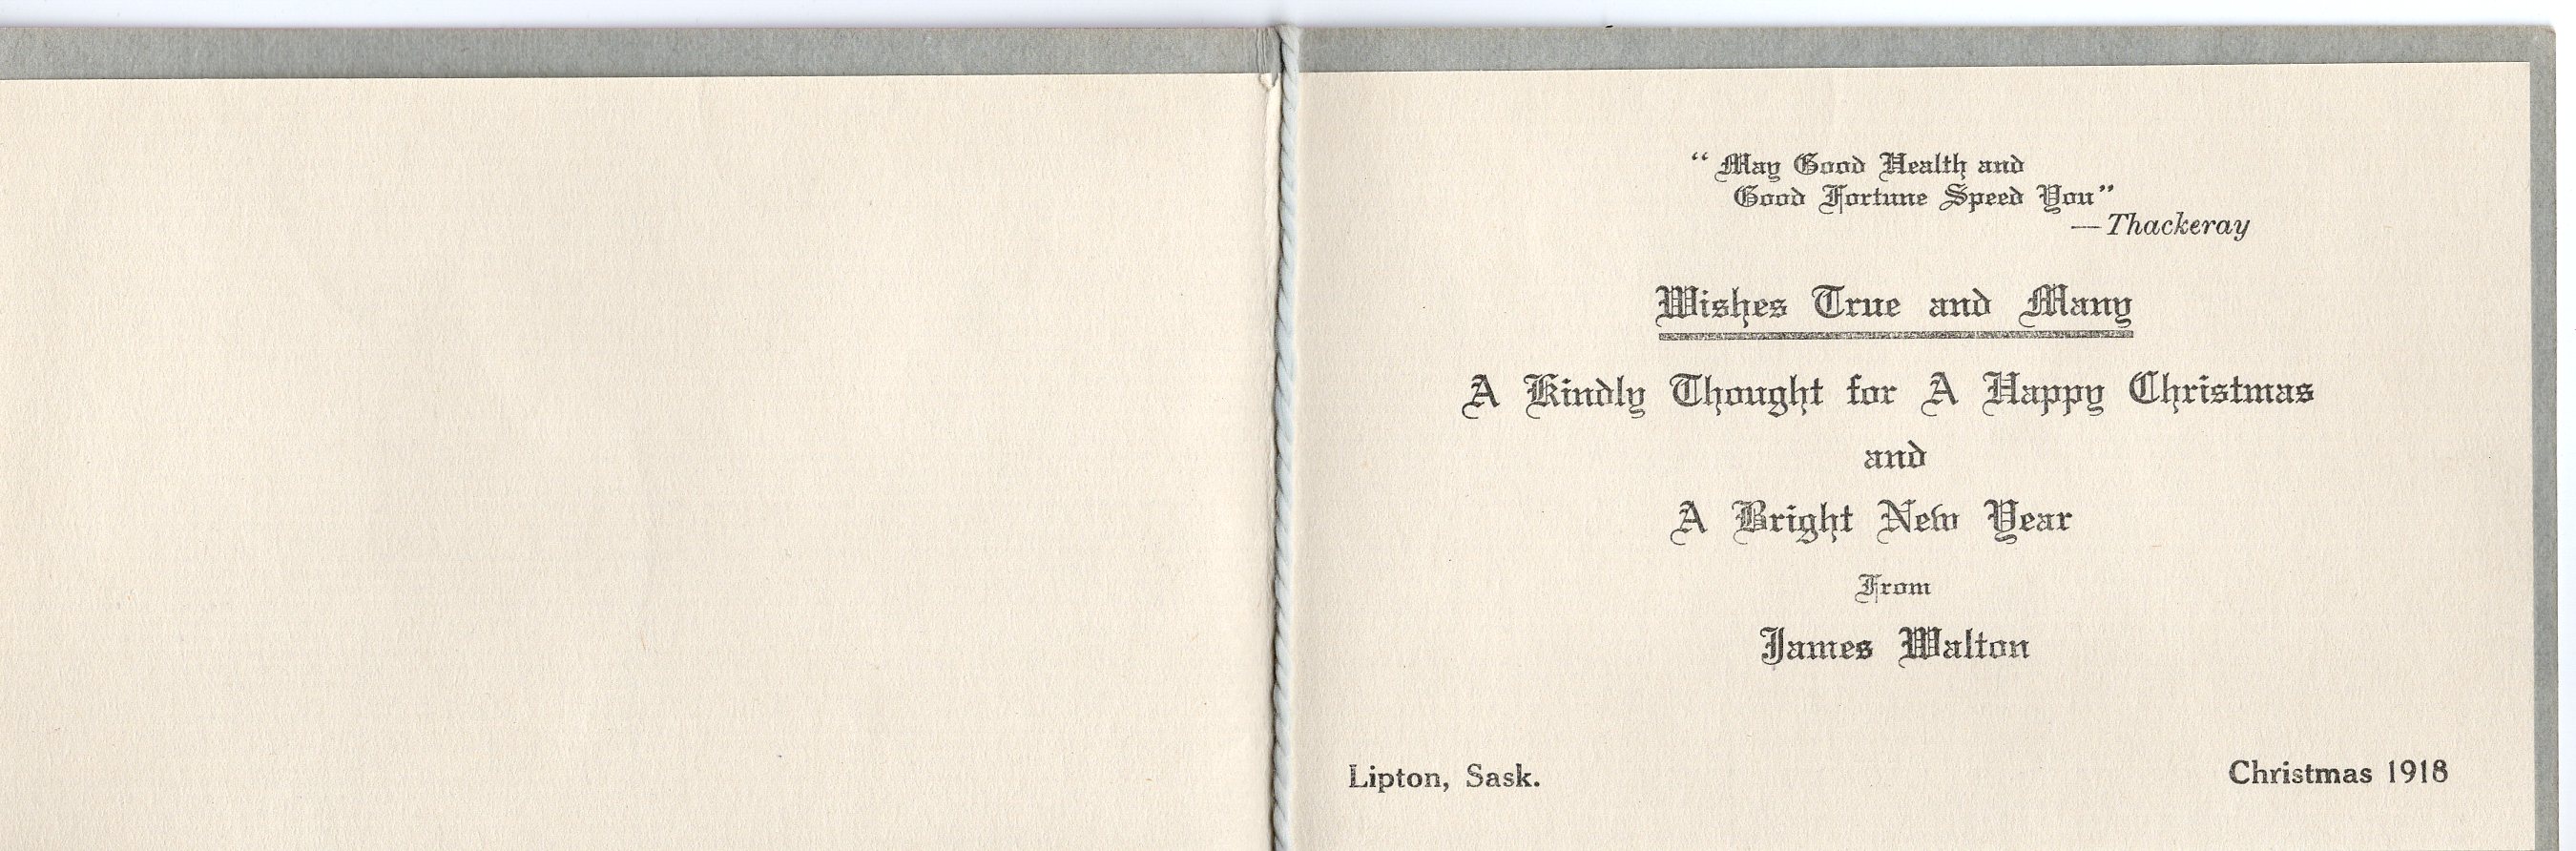 “ May Good Health and
Good Fortune Speed You”
— Thackeray
Wishes True and Many
A Kindly Thought for A Happy Christmas
and
A Bright New Year
From
James Walton
Lipton, Sask.
Christmas 1918